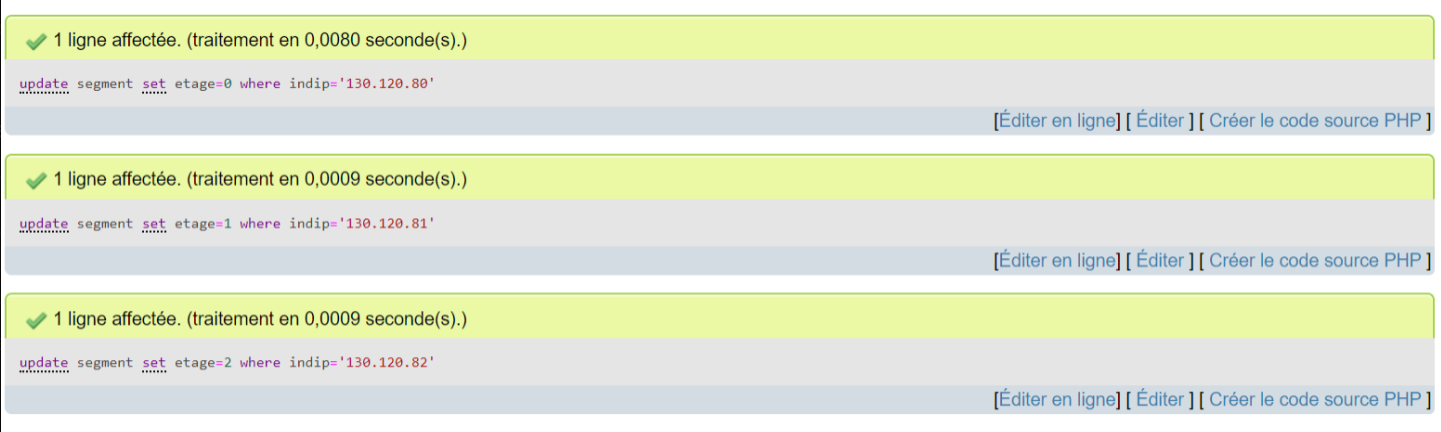 1 ligne affectée. (traitement en 0,0080 seconde(s).)
update segment set etage=0 where indip='130.120.80'
[Éditer en ligne] [ Éditer ] [ Créer le code source PHP ]
1 ligne affectée. (traitement en 0,0009 seconde(s).)
update segment set etage=1 where indip='130.120.81'
[Éditer en ligne] [ Éditer ] [ Créer le code source PHP ]
1 ligne affectée. (traitement en 0,0009 seconde(s).)
update segment set etage=2 where indip='130.120.82'
[Éditer en ligne] [ Éditer ] [ Créer le code source PHP ]